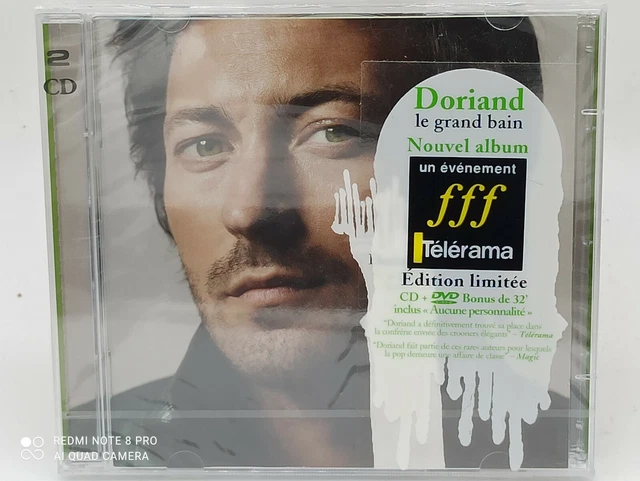 2
CD
Doriand
le grand bain
Nouvel album
un événement
fff
Télérama
Édition limitée
CD + DVD Bonus de 32'
inclus « Aucune personnalité »
"Doriand a définitivement trouvé sa place dans
la confrérie enviée des crooners élégants" – Télérama
"Doriand fait partie de ces rares auteurs pour lesquels
la pop demeure une affaire de classe" – Magic
REDMI NOTE 8 PRO
AI QUAD CAMERA